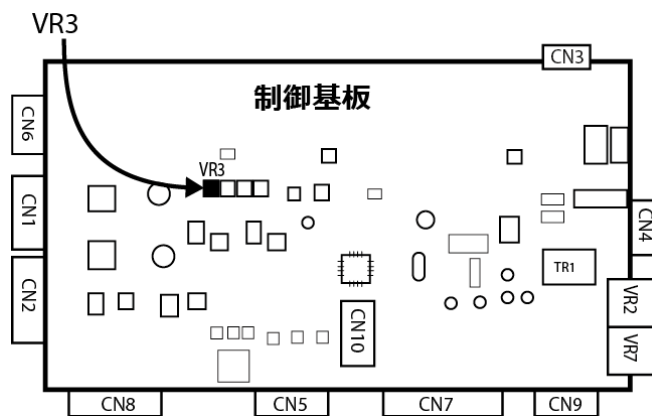 VR3
CN3
制御基板
CN6
VR3
CN1
CN4
TR1
CN2
VR2
CN10
VR7
CN8
CN5
CN7
CN9